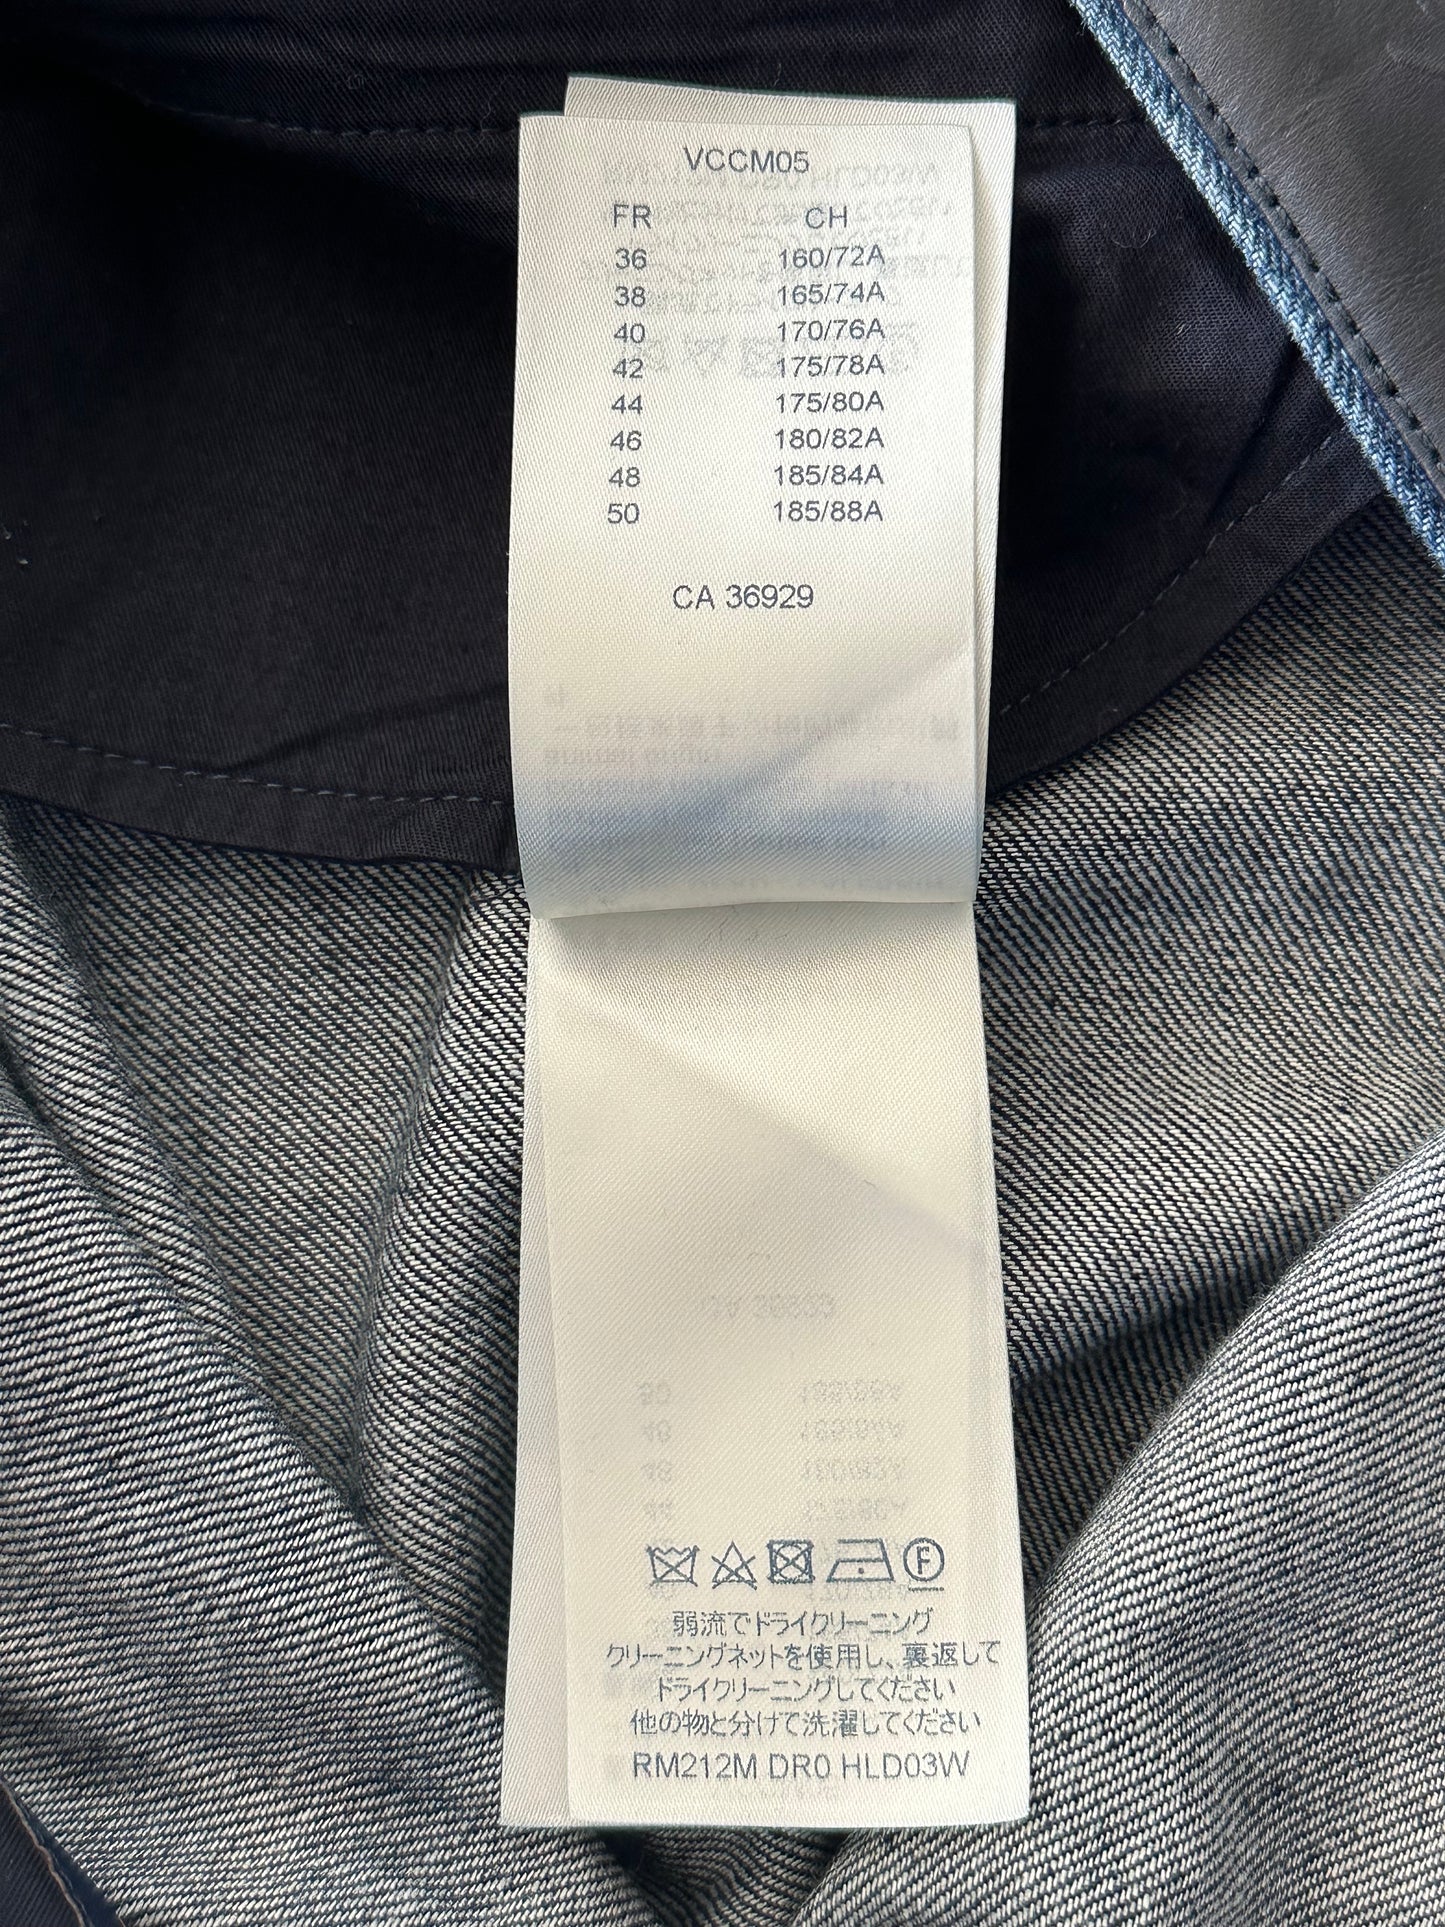 VCCM05
FR CH
36 160/72A
38 165/74A
40 170/76A
42 175/78A
44 175/80A
46 180/82A
48 185/84A
50 185/88A
CA 36929
F
弱流でドライクリーニング
クリーニングネットを使用し、裏返して
ドライクリーニングしてください
他の物と分けて洗濯してください
RM212M DR0 HLD03W